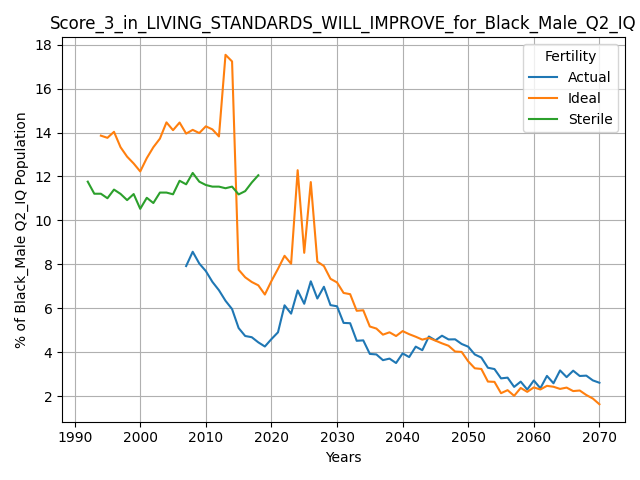 Score_3_in_LIVING_STANDARDS_WILL_IMPROVE_for_Black_Male_Q2_IQ
Fertility
Actual
Ideal
Sterile
% of Black_Male Q2_IQ Population
18
16
14
12
10
8
6
4
2
1990
2000
2010
2020
2030
2040
2050
2060
2070
Years